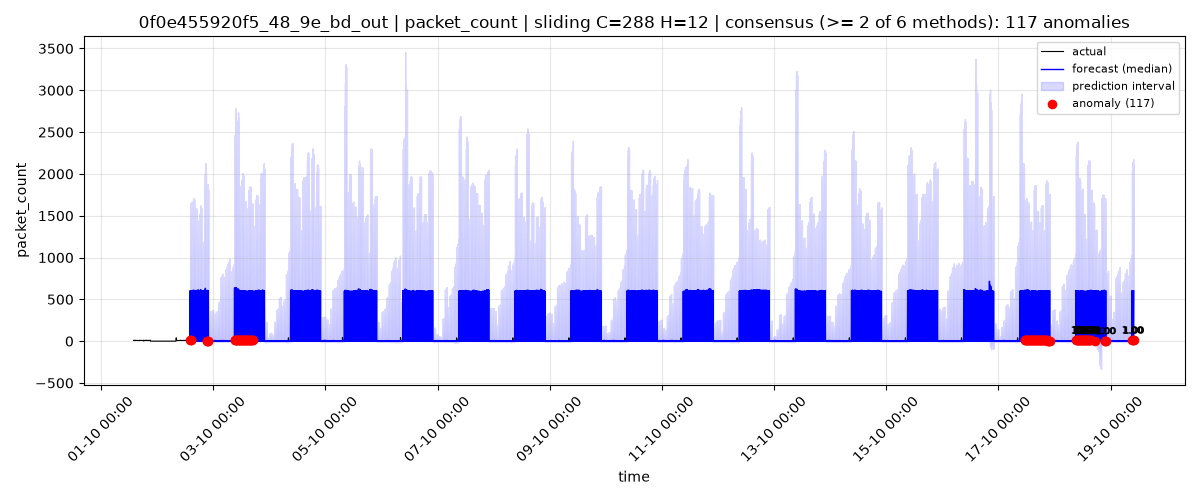 0f0e455920f5_48_9e_bd_out | packet_count | sliding C=288 H=12 | consensus (>= 2 of 6 methods): 117 anomalies
actual
forecast (median)
prediction interval
anomaly (117)
packet_count
3500
3000
2500
2000
1500
1000
500
0
−500
1.00
01-10 00:00
03-10 00:00
05-10 00:00
07-10 00:00
09-10 00:00
11-10 00:00
13-10 00:00
15-10 00:00
17-10 00:00
19-10 00:00
time